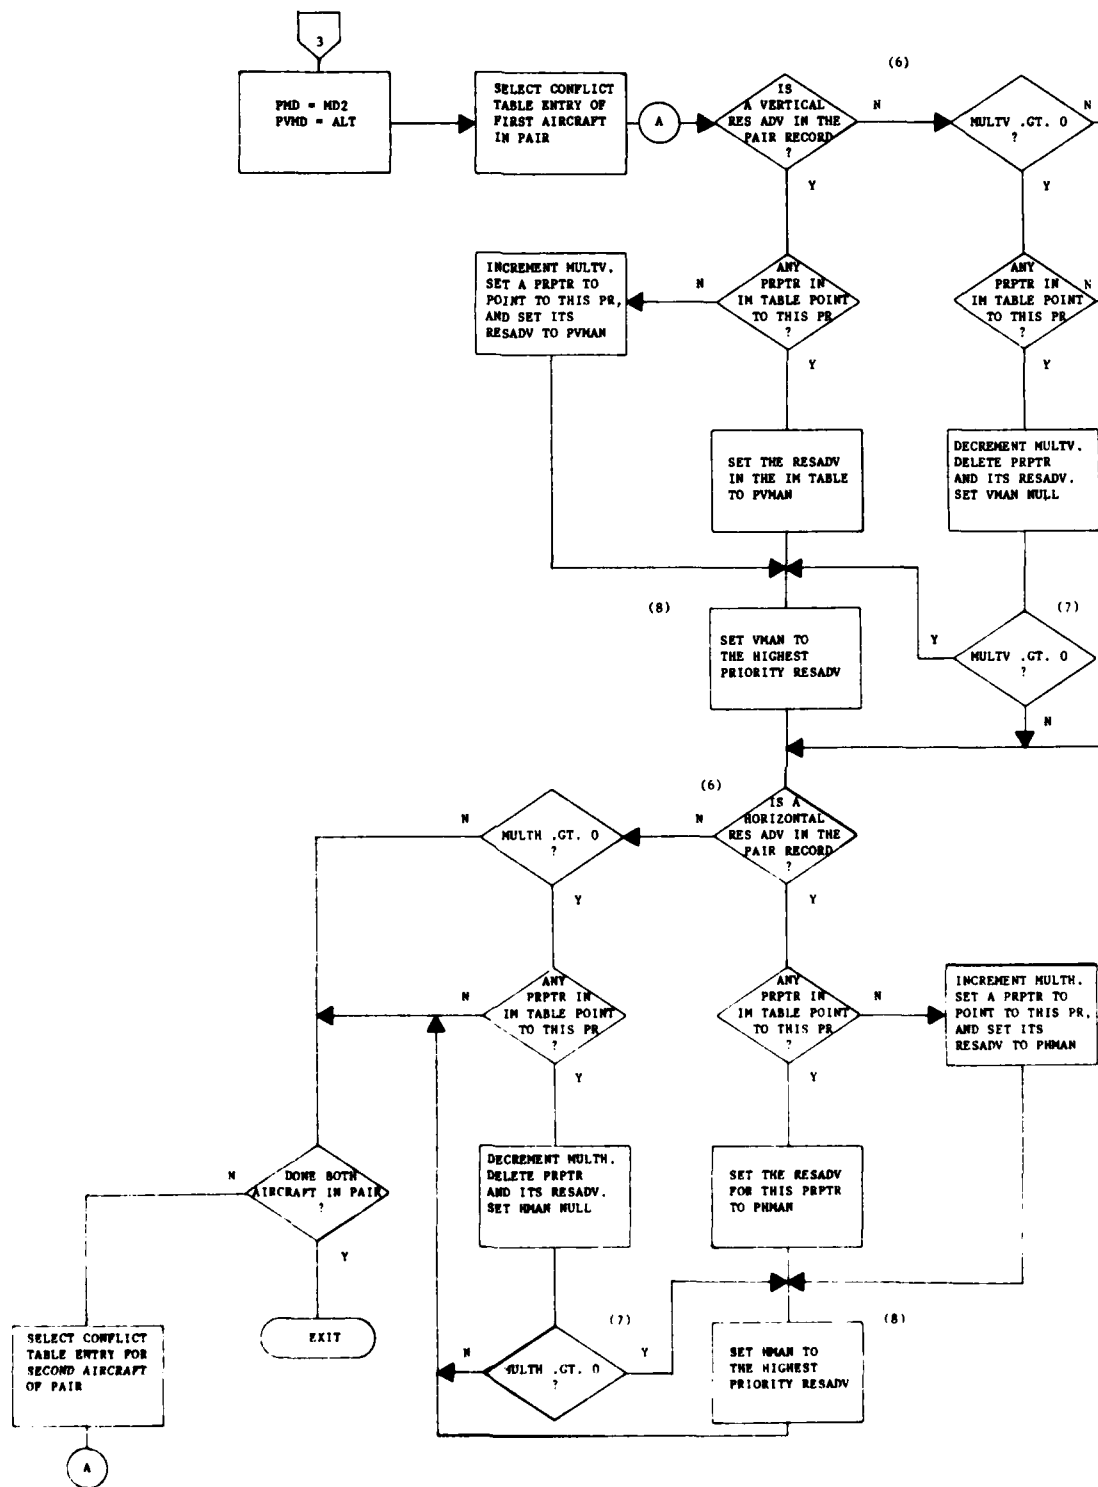 3
PMD = MD2
PVMD = ALT
SELECT CONFLICT
TABLE ENTRY OF
FIRST AIRCRAFT
IN PAIR
A
IS
A VERTICAL
RES ADV IN THE
PAIR RECORD
?
N
Y
(6)
MULTV .GT. 0
?
N
Y
INCREMENT MULTV.
SET A PRPTR TO
POINT TO THIS PR,
AND SET ITS
RESADV TO PVMAN
N
ANY
PRPTR IN
IM TABLE POINT
TO THIS PR
?
Y
ANY
PRPTR IN
IM TABLE POINT
TO THIS PR
?
N
Y
SET THE RESADV
IN THE IM TABLE
TO PVMAN
DECREMENT MULTV.
DELETE PRPTR
AND ITS RESADV.
SET VMAN NULL
(8)
SET VMAN TO
THE HIGHEST
PRIORITY RESADV
Y
MULTV .GT. 0
?
(7)
N
N
MULTH .GT. 0
?
Y
N
(6)
IS A
HORIZONTAL
RES ADV IN THE
PAIR RECORD
?
Y
N
ANY
PRPTR IN
IM TABLE POINT
TO THIS PR
?
Y
ANY
PRPTR IN
IM TABLE POINT
TO THIS PR
?
N
Y
INCREMENT MULTH.
SET A PRPTR TO
POINT TO THIS PR,
AND SET ITS
RESADV TO PHMAN
N
DONE BOTH
AIRCRAFT IN PAIR
?
Y
DECREMENT MULTH.
DELETE PRPTR
AND ITS RESADV.
SET HMAN NULL
SET THE RESADV
FOR THIS PRPTR
TO PHMAN
SELECT CONFLICT
TABLE ENTRY FOR
SECOND AIRCRAFT
OF PAIR
EXIT
N
MULTH .GT. 0
?
(7)
Y
SET HMAN TO
THE HIGHEST
PRIORITY RESADV
(8)
A